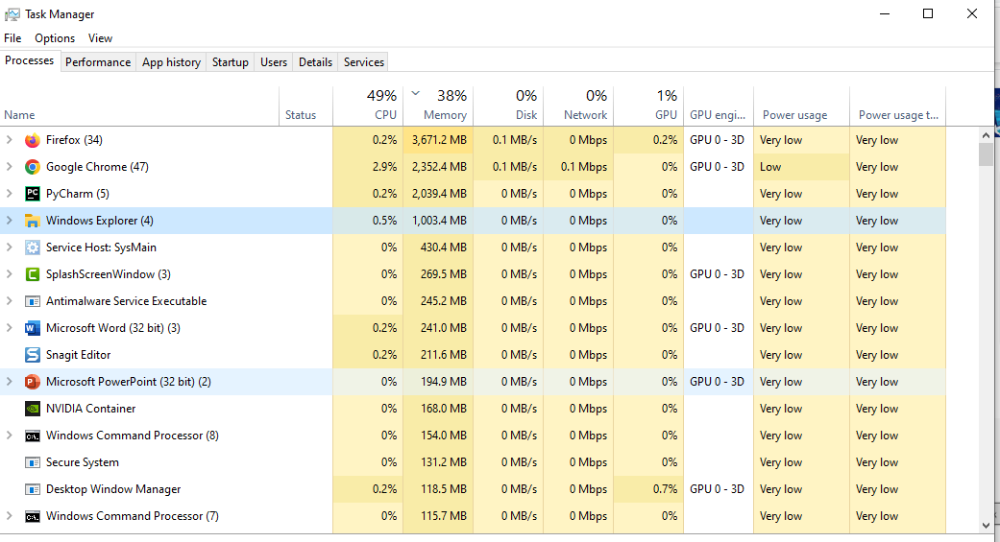 Task Manager
File Options View
Processes Performance App history Startup Users Details Services
49% 38% 0% 0% 1%
Name Status CPU Memory Disk Network GPU GPU engi... Power usage Power usage t...
Firefox (34) 0.2% 3,671.2 MB 0.1 MB/s 0 Mbps 0.2% GPU 0 - 3D Very low Very low
Google Chrome (47) 2.9% 2,352.4 MB 0.1 MB/s 0.1 Mbps 0% GPU 0 - 3D Low Very low
PyCharm (5) 0.2% 2,039.4 MB 0 MB/s 0 Mbps 0% Very low Very low
Windows Explorer (4) 0.5% 1,003.4 MB 0 MB/s 0 Mbps 0% Very low Very low
Service Host: SysMain 0% 430.4 MB 0 MB/s 0 Mbps 0% Very low Very low
SplashScreenWindow (3) 0% 269.5 MB 0 MB/s 0 Mbps 0% GPU 0 - 3D Very low Very low
Antimalware Service Executable 0% 245.2 MB 0 MB/s 0 Mbps 0% Very low Very low
Microsoft Word (32 bit) (3) 0.2% 241.0 MB 0 MB/s 0 Mbps 0% GPU 0 - 3D Very low Very low
Snagit Editor 0.2% 211.6 MB 0 MB/s 0 Mbps 0% Very low Very low
Microsoft PowerPoint (32 bit) (2) 0% 194.9 MB 0 MB/s 0 Mbps 0% GPU 0 - 3D Very low Very low
NVIDIA Container 0% 168.0 MB 0 MB/s 0 Mbps 0% Very low Very low
Windows Command Processor (8) 0% 154.0 MB 0 MB/s 0 Mbps 0% Very low Very low
Secure System 0% 131.2 MB 0 MB/s 0 Mbps 0% Very low Very low
Desktop Window Manager 0.2% 118.5 MB 0 MB/s 0 Mbps 0.7% GPU 0 - 3D Very low Very low
Windows Command Processor (7) 0% 115.7 MB 0 MB/s 0 Mbps 0% Very low Very low